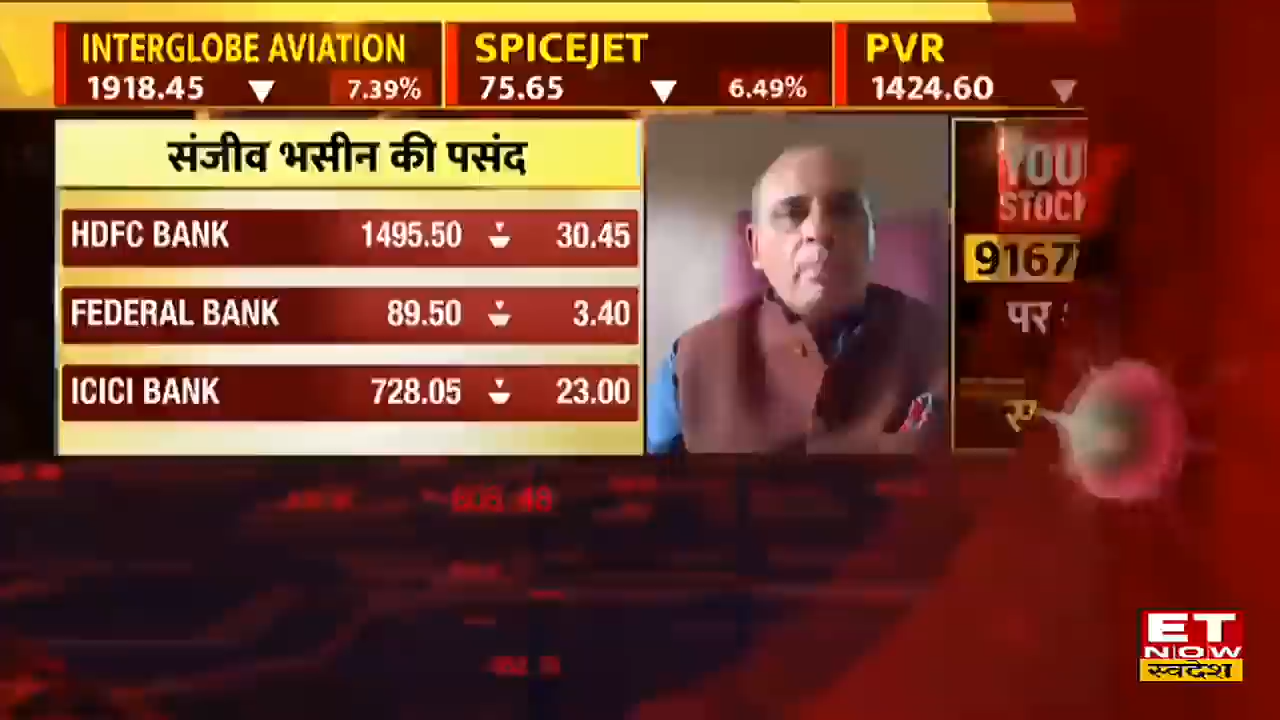 INTERGLOBE AVIATION
1918.45 7.39%
SPICEJET
75.65 6.49%
PVR
1424.60
संजीव भसीन की पसंद
HDFC BANK 1495.50 30.45
FEDERAL BANK 89.50 3.40
ICICI BANK 728.05 23.00
YOU
STOCK
9167
पर
ET
NOW
स्वदेश